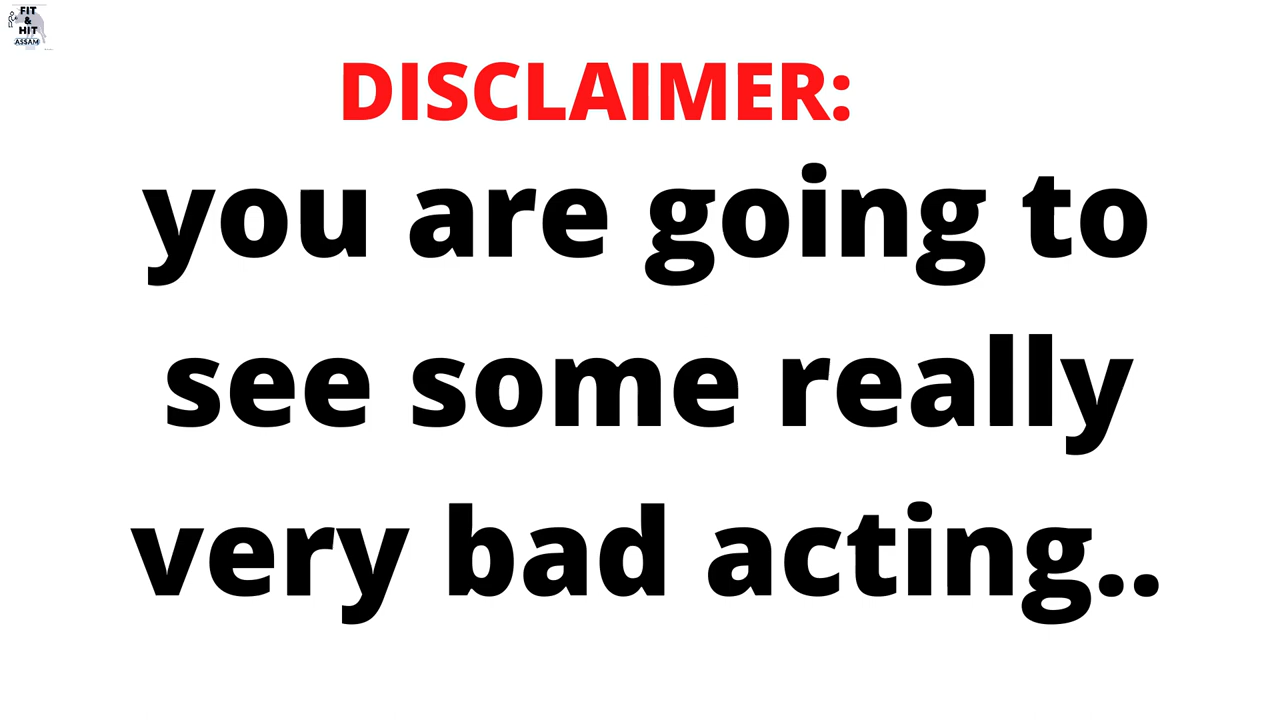 FIT
&
HIT
ASSAM
DISCLAIMER:
you are going to
see some really
very bad acting..